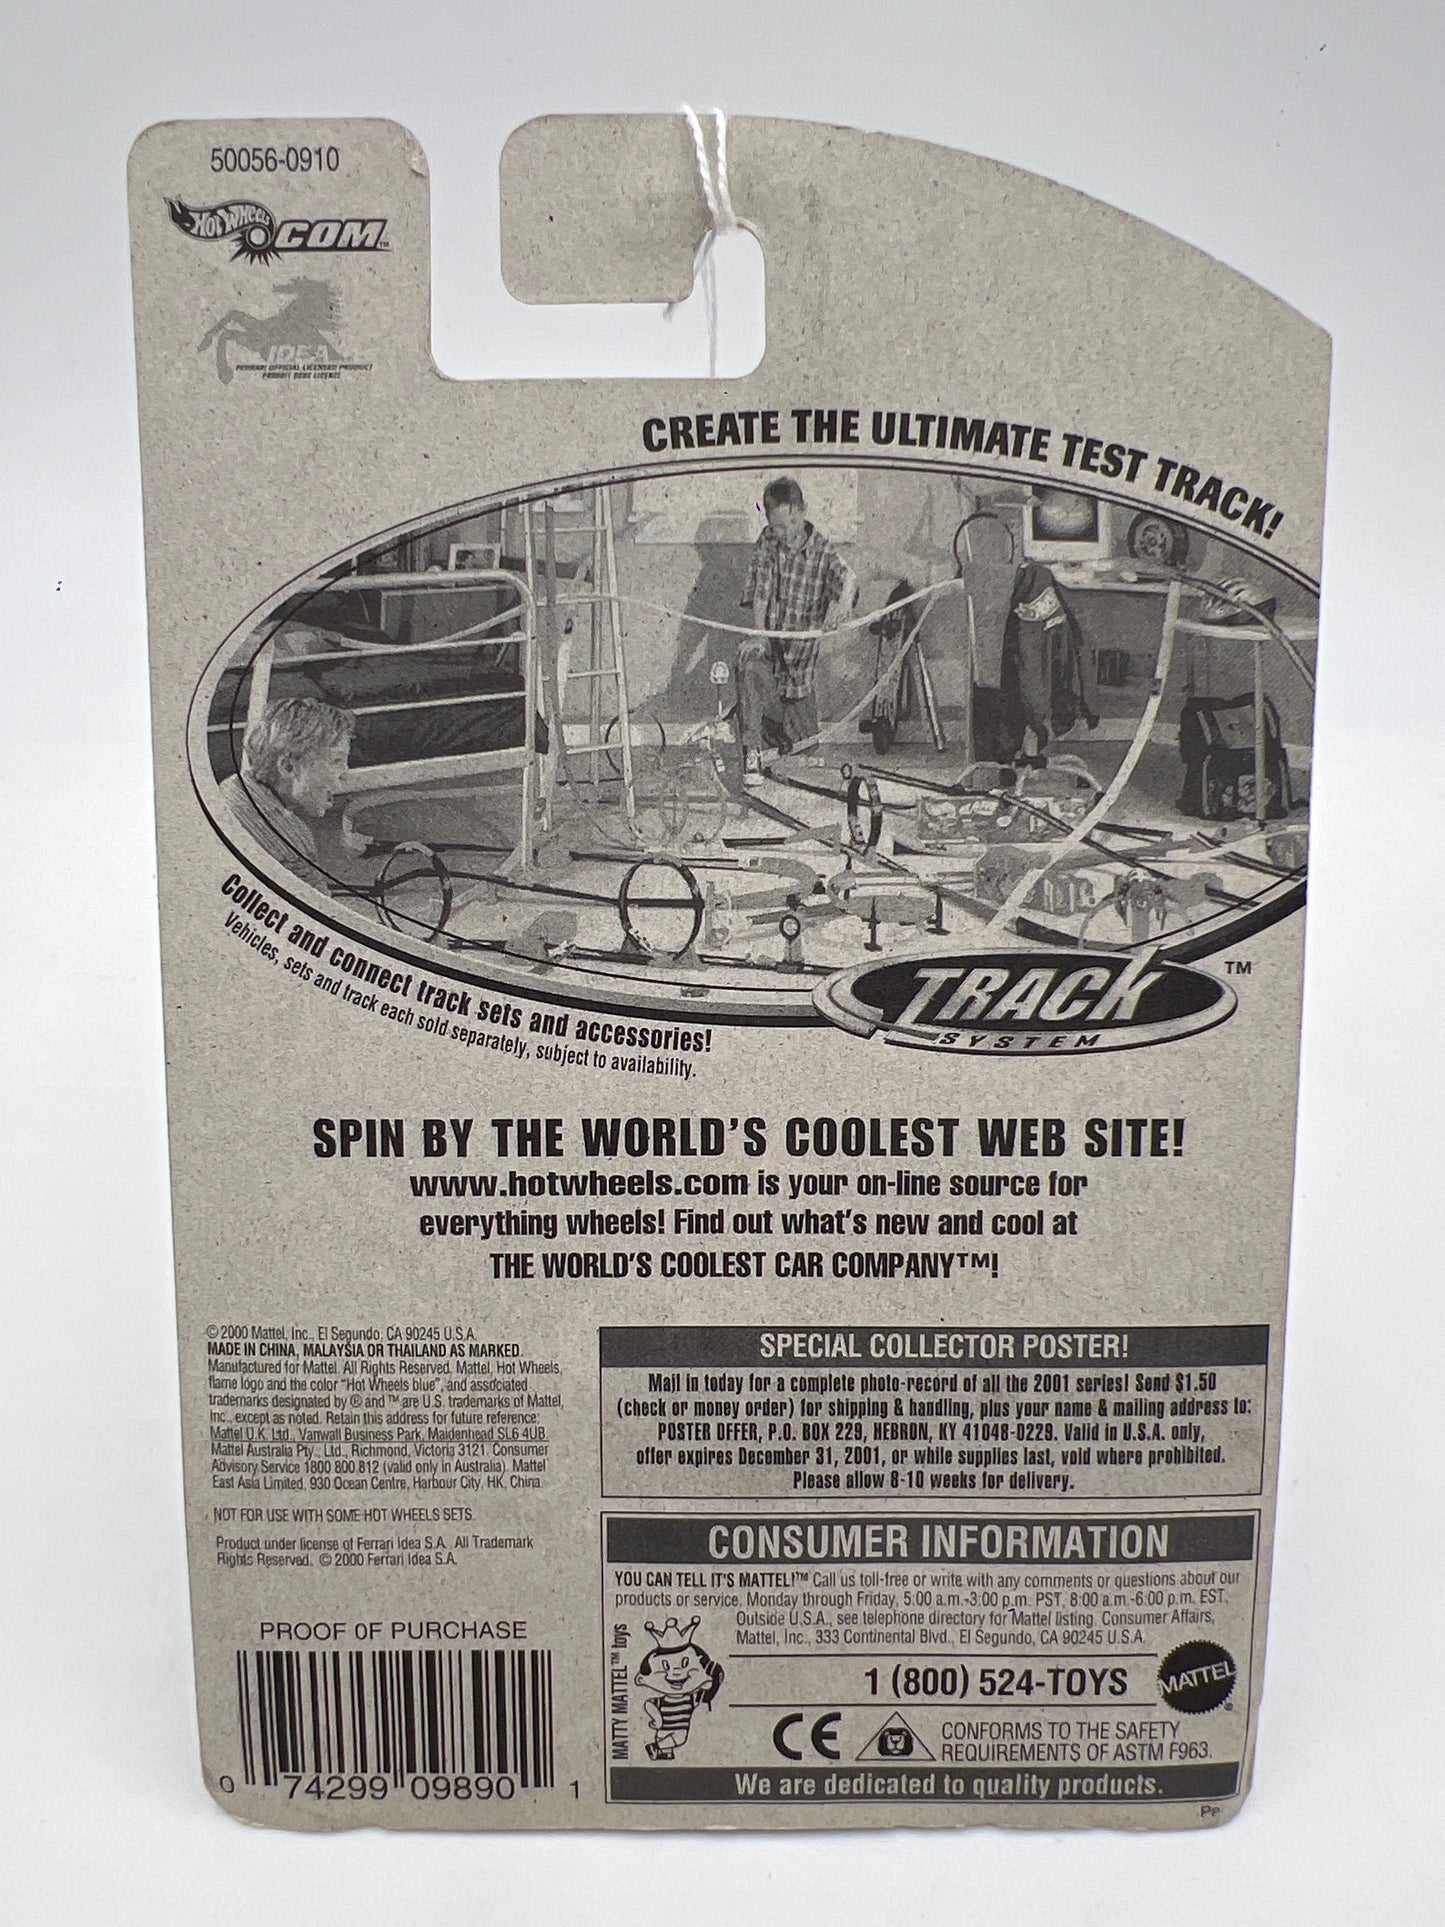 50056-0910
Hot Wheels .COM™
IDEA
FERRARI OFFICIAL LICENSED PRODUCT
CREATE THE ULTIMATE TEST TRACK!
Collect and connect track sets and accessories!
Vehicles, sets and track each sold separately, subject to availability.
TRACK ™
SYSTEM
SPIN BY THE WORLD'S COOLEST WEB SITE!
www.hotwheels.com is your on-line source for
everything wheels! Find out what's new and cool at
THE WORLD'S COOLEST CAR COMPANY™!
© 2000 Mattel, Inc., El Segundo, CA 90245 U.S.A.
MADE IN CHINA, MALAYSIA OR THAILAND AS MARKED.
Manufactured for Mattel. All Rights Reserved. Mattel, Hot Wheels,
flame logo and the color "Hot Wheels blue", and associated
trademarks designated by ® and ™ are U.S. trademarks of Mattel,
Inc., except as noted. Retain this address for future reference:
Mattel U.K. Ltd., Vanwall Business Park, Maidenhead SL6 4UB.
Mattel Australia Pty., Ltd., Richmond, Victoria 3121. Consumer
Advisory Service 1800 800 812 (valid only in Australia). Mattel
East Asia Limited, 930 Ocean Centre, Harbour City, HK, China.
NOT FOR USE WITH SOME HOT WHEELS SETS.
Product under license of Ferrari Idea S.A. All Trademark
Rights Reserved. © 2000 Ferrari Idea S.A.
PROOF OF PURCHASE
0 74299 09890 1
SPECIAL COLLECTOR POSTER!
Mail in today for a complete photo-record of all the 2001 series! Send $1.50
(check or money order) for shipping & handling, plus your name & mailing address to:
POSTER OFFER, P.O. BOX 229, HEBRON, KY 41048-0229. Valid in U.S.A. only,
offer expires December 31, 2001, or while supplies last, void where prohibited.
Please allow 8-10 weeks for delivery.
CONSUMER INFORMATION
YOU CAN TELL IT'S MATTEL!™ Call us toll-free or write with any comments or questions about our
products or service. Monday through Friday, 5:00 a.m.-3:00 p.m. PST, 8:00 a.m.-6:00 p.m. EST.
Outside U.S.A., see telephone directory for Mattel listing. Consumer Affairs,
Mattel, Inc., 333 Continental Blvd., El Segundo, CA 90245 U.S.A.
MATTY MATTEL™ toys
1 (800) 524-TOYS
MATTEL ®
CE
CONFORMS TO THE SAFETY
REQUIREMENTS OF ASTM F963.
We are dedicated to quality products.
PP